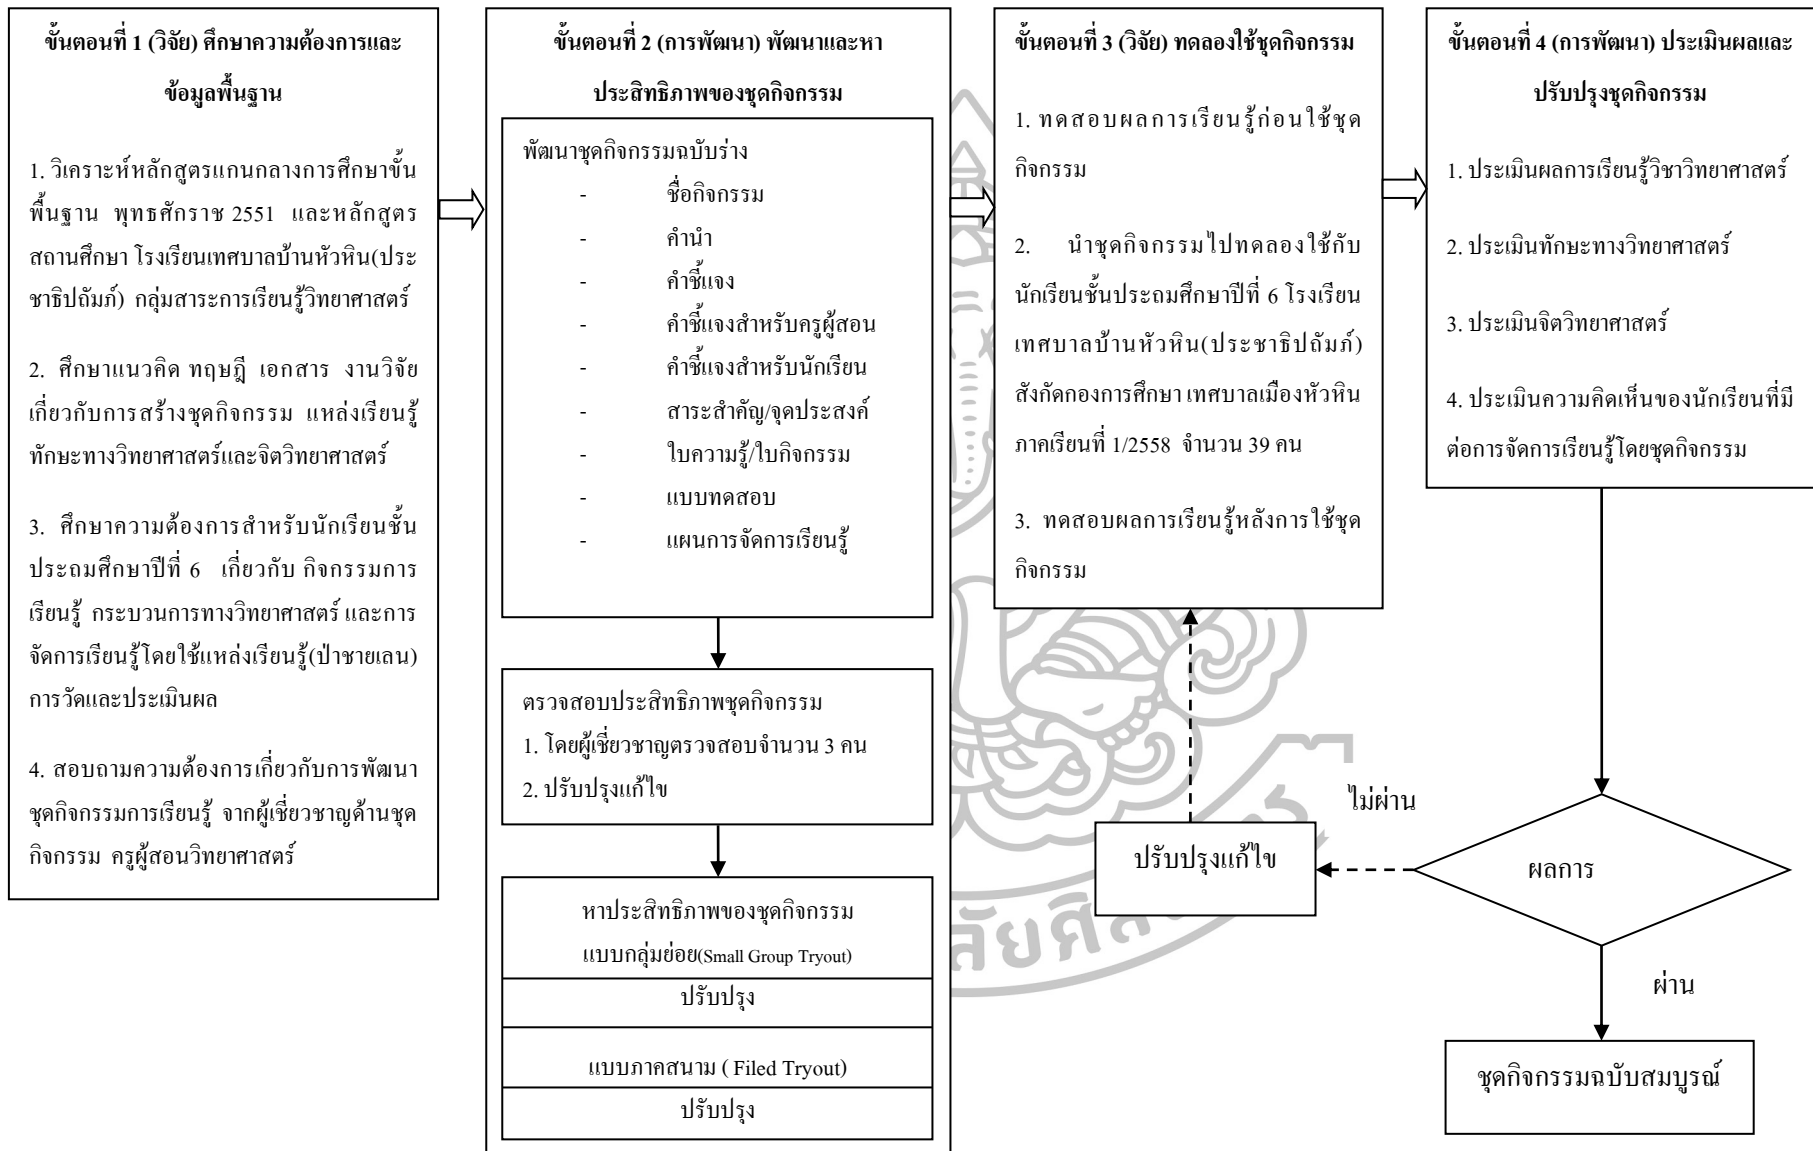 ขั้นตอนที่ 1 (วิจัย) ศึกษาความต้องการและ
ข้อมูลพื้นฐาน
1. วิเคราะห์หลักสูตรแกนกลางการศึกษาขั้น
พื้นฐาน พุทธศักราช 2551 และหลักสูตร
สถานศึกษา โรงเรียนเทศบาลบ้านหัวหิน(ประ
ชาธิปถัมภ์) กลุ่มสาระการเรียนรู้วิทยาศาสตร์
2. ศึกษาแนวคิด ทฤษฎี เอกสาร งานวิจัย
เกี่ยวกับการสร้างชุดกิจกรรม แหล่งเรียนรู้
ทักษะทางวิทยาศาสตร์และจิตวิทยาศาสตร์
3. ศึกษาความต้องการสำหรับนักเรียนชั้น
ประถมศึกษาปีที่ 6 เกี่ยวกับ กิจกรรมการ
เรียนรู้ กระบวนการทางวิทยาศาสตร์ และการ
จัดการเรียนรู้โดยใช้แหล่งเรียนรู้(ป่าชายเลน)
การวัดและประเมินผล
4. สอบถามความต้องการเกี่ยวกับการพัฒนา
ชุดกิจกรรมการเรียนรู้ จากผู้เชี่ยวชาญด้านชุด
กิจกรรม ครูผู้สอนวิทยาศาสตร์
ขั้นตอนที่ 2 (การพัฒนา) พัฒนาและหา
ประสิทธิภาพของชุดกิจกรรม
พัฒนาชุดกิจกรรมฉบับร่าง
- ชื่อกิจกรรม
- คำนำ
- คำชี้แจง
- คำชี้แจงสำหรับครูผู้สอน
- คำชี้แจงสำหรับนักเรียน
- สาระสำคัญ/จุดประสงค์
- ใบความรู้/ใบกิจกรรม
- แบบทดสอบ
- แผนการจัดการเรียนรู้
ตรวจสอบประสิทธิภาพชุดกิจกรรม
1. โดยผู้เชี่ยวชาญตรวจสอบจำนวน 3 คน
2. ปรับปรุงแก้ไข
หาประสิทธิภาพของชุดกิจกรรม
แบบกลุ่มย่อย(Small Group Tryout)
ปรับปรุง
แบบภาคสนาม ( Filed Tryout)
ปรับปรุง
ขั้นตอนที่ 3 (วิจัย) ทดลองใช้ชุดกิจกรรม
1. ทดสอบผลการเรียนรู้ก่อนใช้ชุด
กิจกรรม
2. นำชุดกิจกรรมไปทดลองใช้กับ
นักเรียนชั้นประถมศึกษาปีที่ 6 โรงเรียน
เทศบาลบ้านหัวหิน(ประชาธิปถัมภ์)
สังกัดกองการศึกษา เทศบาลเมืองหัวหิน
ภาคเรียนที่ 1/2558 จำนวน 39 คน
3. ทดสอบผลการเรียนรู้หลังการใช้ชุด
กิจกรรม
ปรับปรุงแก้ไข
ขั้นตอนที่ 4 (การพัฒนา) ประเมินผลและ
ปรับปรุงชุดกิจกรรม
1. ประเมินผลการเรียนรู้วิชาวิทยาศาสตร์
2. ประเมินทักษะทางวิทยาศาสตร์
3. ประเมินจิตวิทยาศาสตร์
4. ประเมินความคิดเห็นของนักเรียนที่มี
ต่อการจัดการเรียนรู้โดยชุดกิจกรรม
ไม่ผ่าน
ผลการ
ผ่าน
ชุดกิจกรรมฉบับสมบูรณ์